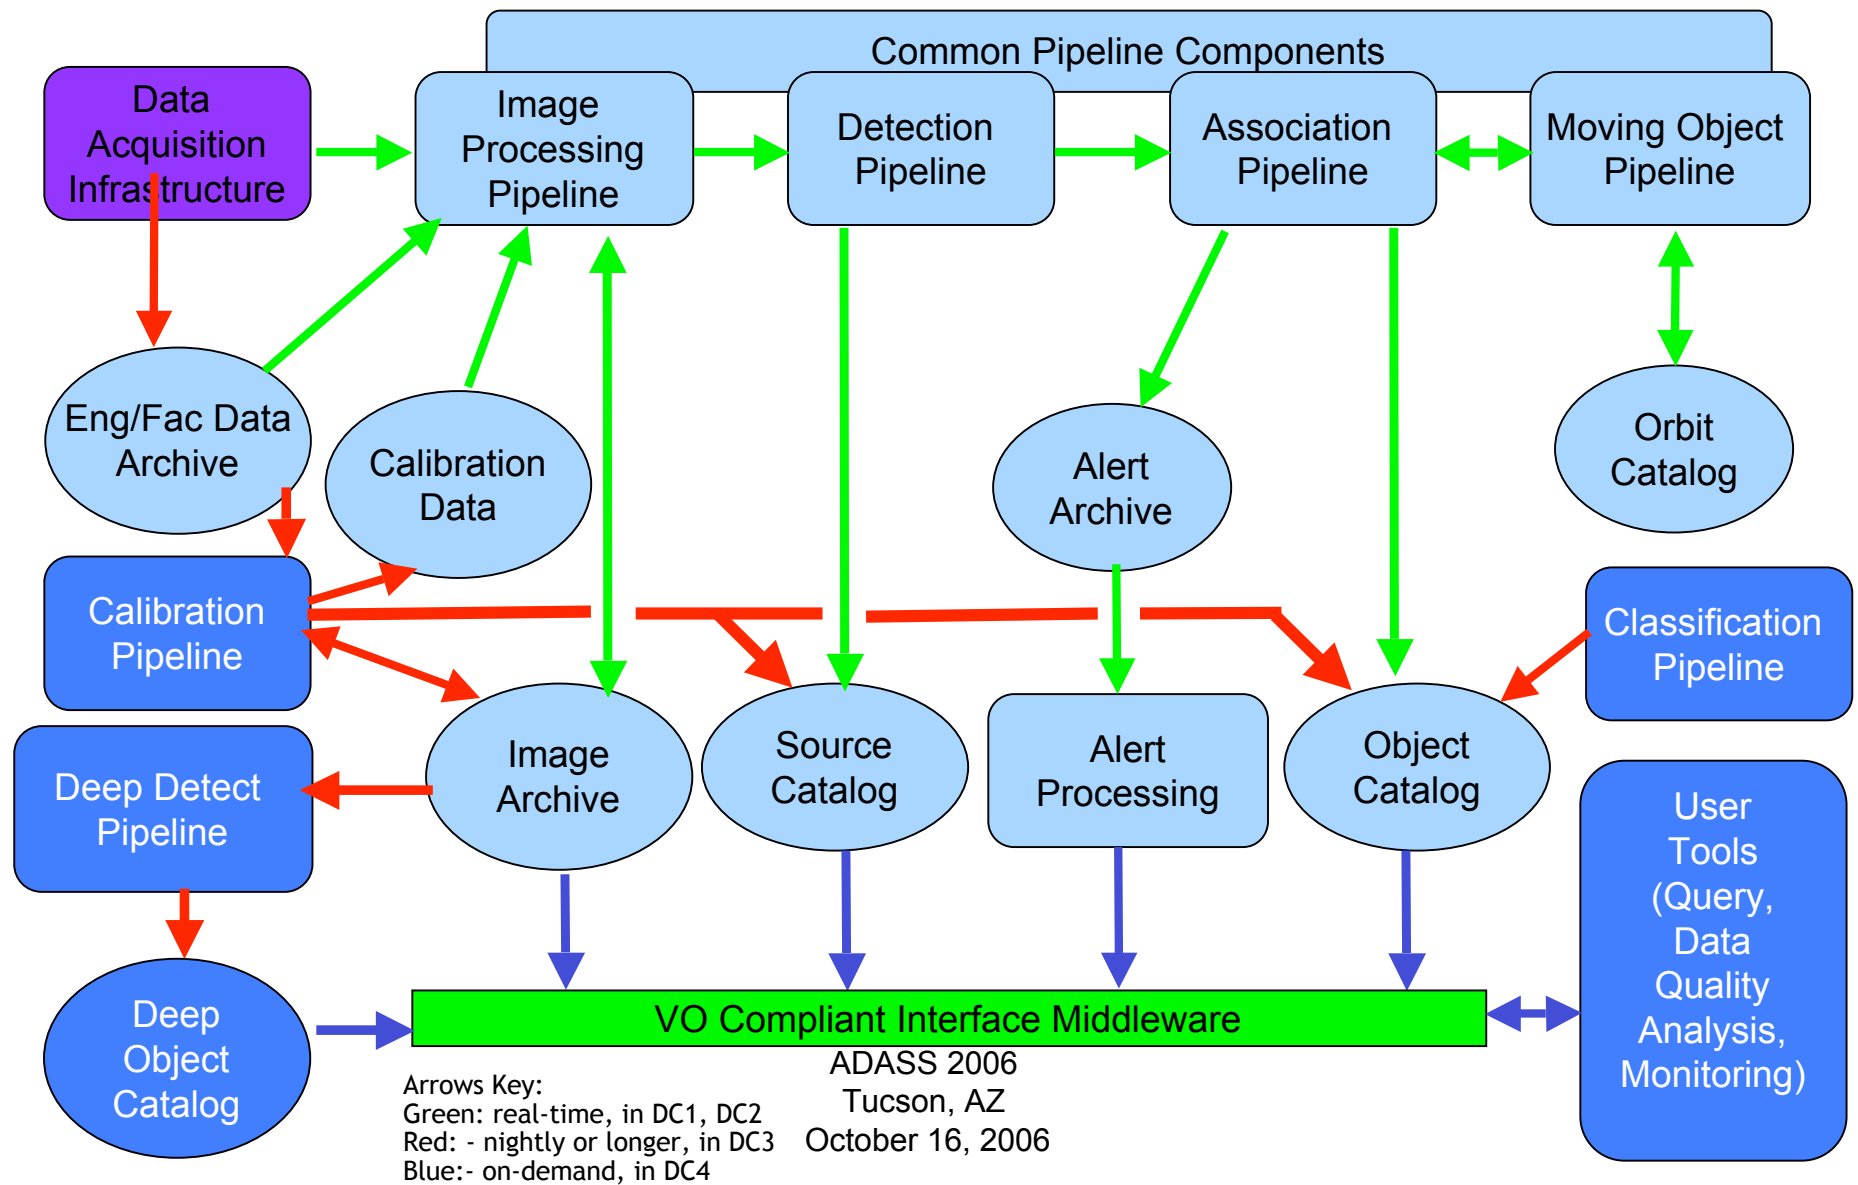 Common Pipeline Components
Data
Acquisition
Infrastructure
Image
Processing
Pipeline
Detection
Pipeline
Association
Pipeline
Moving Object
Pipeline
Eng/Fac Data
Archive
Calibration
Data
Alert
Archive
Orbit
Catalog
Calibration
Pipeline
Classification
Pipeline
Deep Detect
Pipeline
Image
Archive
Source
Catalog
Alert
Processing
Object
Catalog
User
Tools
(Query,
Data
Quality
Analysis,
Monitoring)
Deep
Object
Catalog
VO Compliant Interface Middleware
ADASS 2006
Tucson, AZ
October 16, 2006
Arrows Key:
Green: real-time, in DC1, DC2
Red: - nightly or longer, in DC3
Blue:- on-demand, in DC4